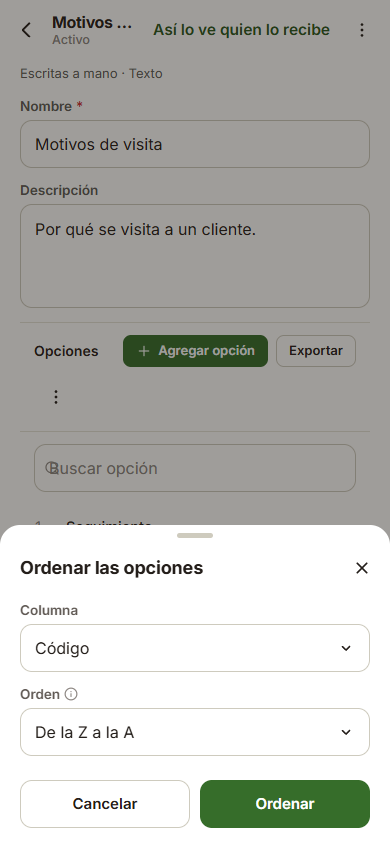 Motivos ...
Activo
Así lo ve quien lo recibe
Escritas a mano · Texto
Nombre *
Motivos de visita
Descripción
Por qué se visita a un cliente.
Opciones
Agregar opción
Exportar
Buscar opción
Ordenar las opciones
Columna
Código
Orden
De la Z a la A
Cancelar
Ordenar